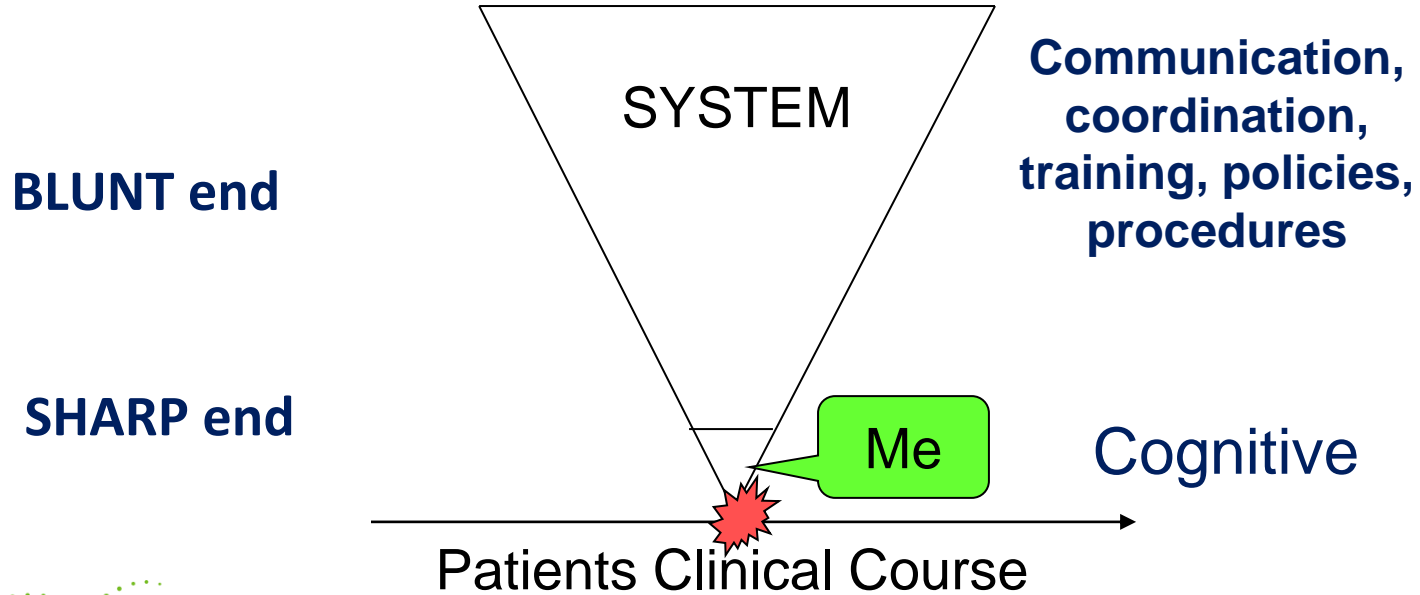 SYSTEM
BLUNT end
Communication,
coordination,
training, policies,
procedures
SHARP end
Me
Cognitive
Patients Clinical Course